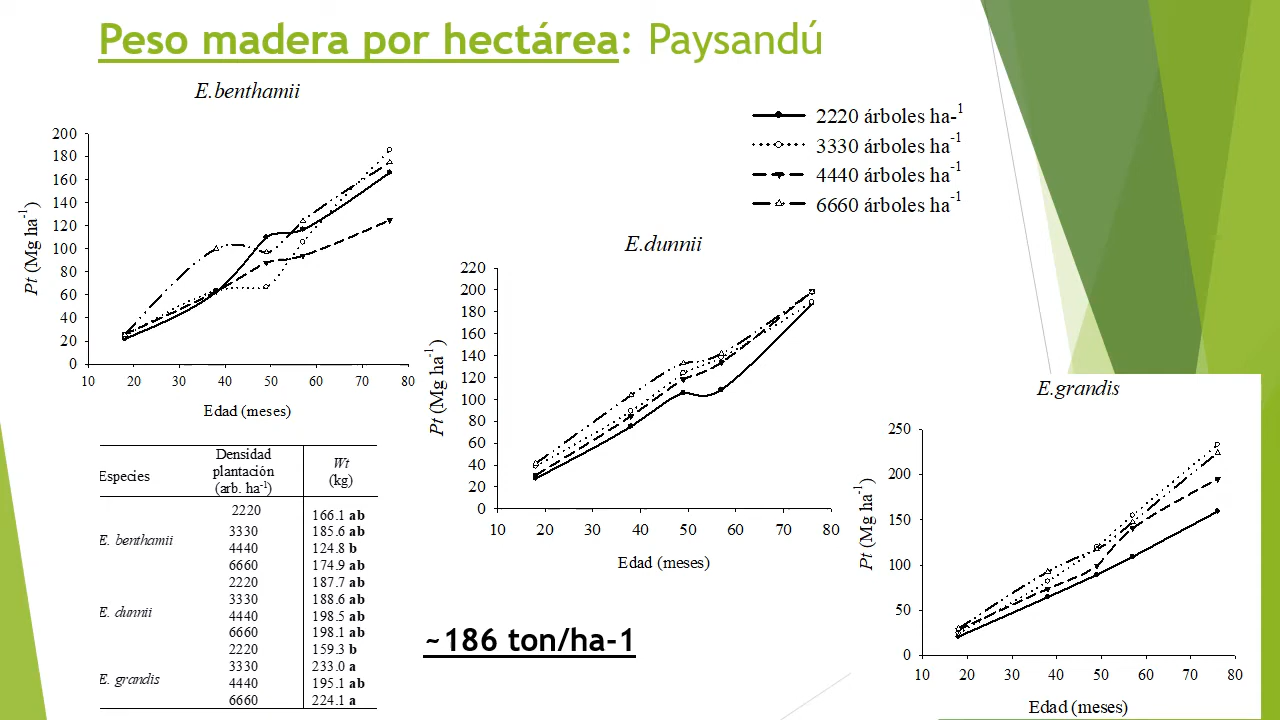 Peso madera por hectárea: Paysandú
E.benthamii
200
180
160
140
120
100
80
60
40
20
0
Pt (Mg ha-1)
10 20 30 40 50 60 70 80
Edad (meses)
2220 árboles ha-1
3330 árboles ha-1
4440 árboles ha-1
6660 árboles ha-1
E.dunnii
220
200
180
160
140
120
100
80
60
40
20
0
Pt (Mg ha-1)
10 20 30 40 50 60 70 80
Edad (meses)
E.grandis
250
200
150
100
50
0
Pt (Mg ha-1)
10 20 30 40 50 60 70 80
Edad (meses)
Especies Densidad plantación (arb. ha-1) Wt (kg)
E. benthamii
2220 166.1 ab
3330 185.6 ab
4440 124.8 b
6660 174.9 ab
E. dunnii
2220 187.7 ab
3330 188.6 ab
4440 198.5 ab
6660 198.1 ab
E. grandis
2220 159.3 b
3330 233.0 a
4440 195.1 ab
6660 224.1 a
~186 ton/ha-1